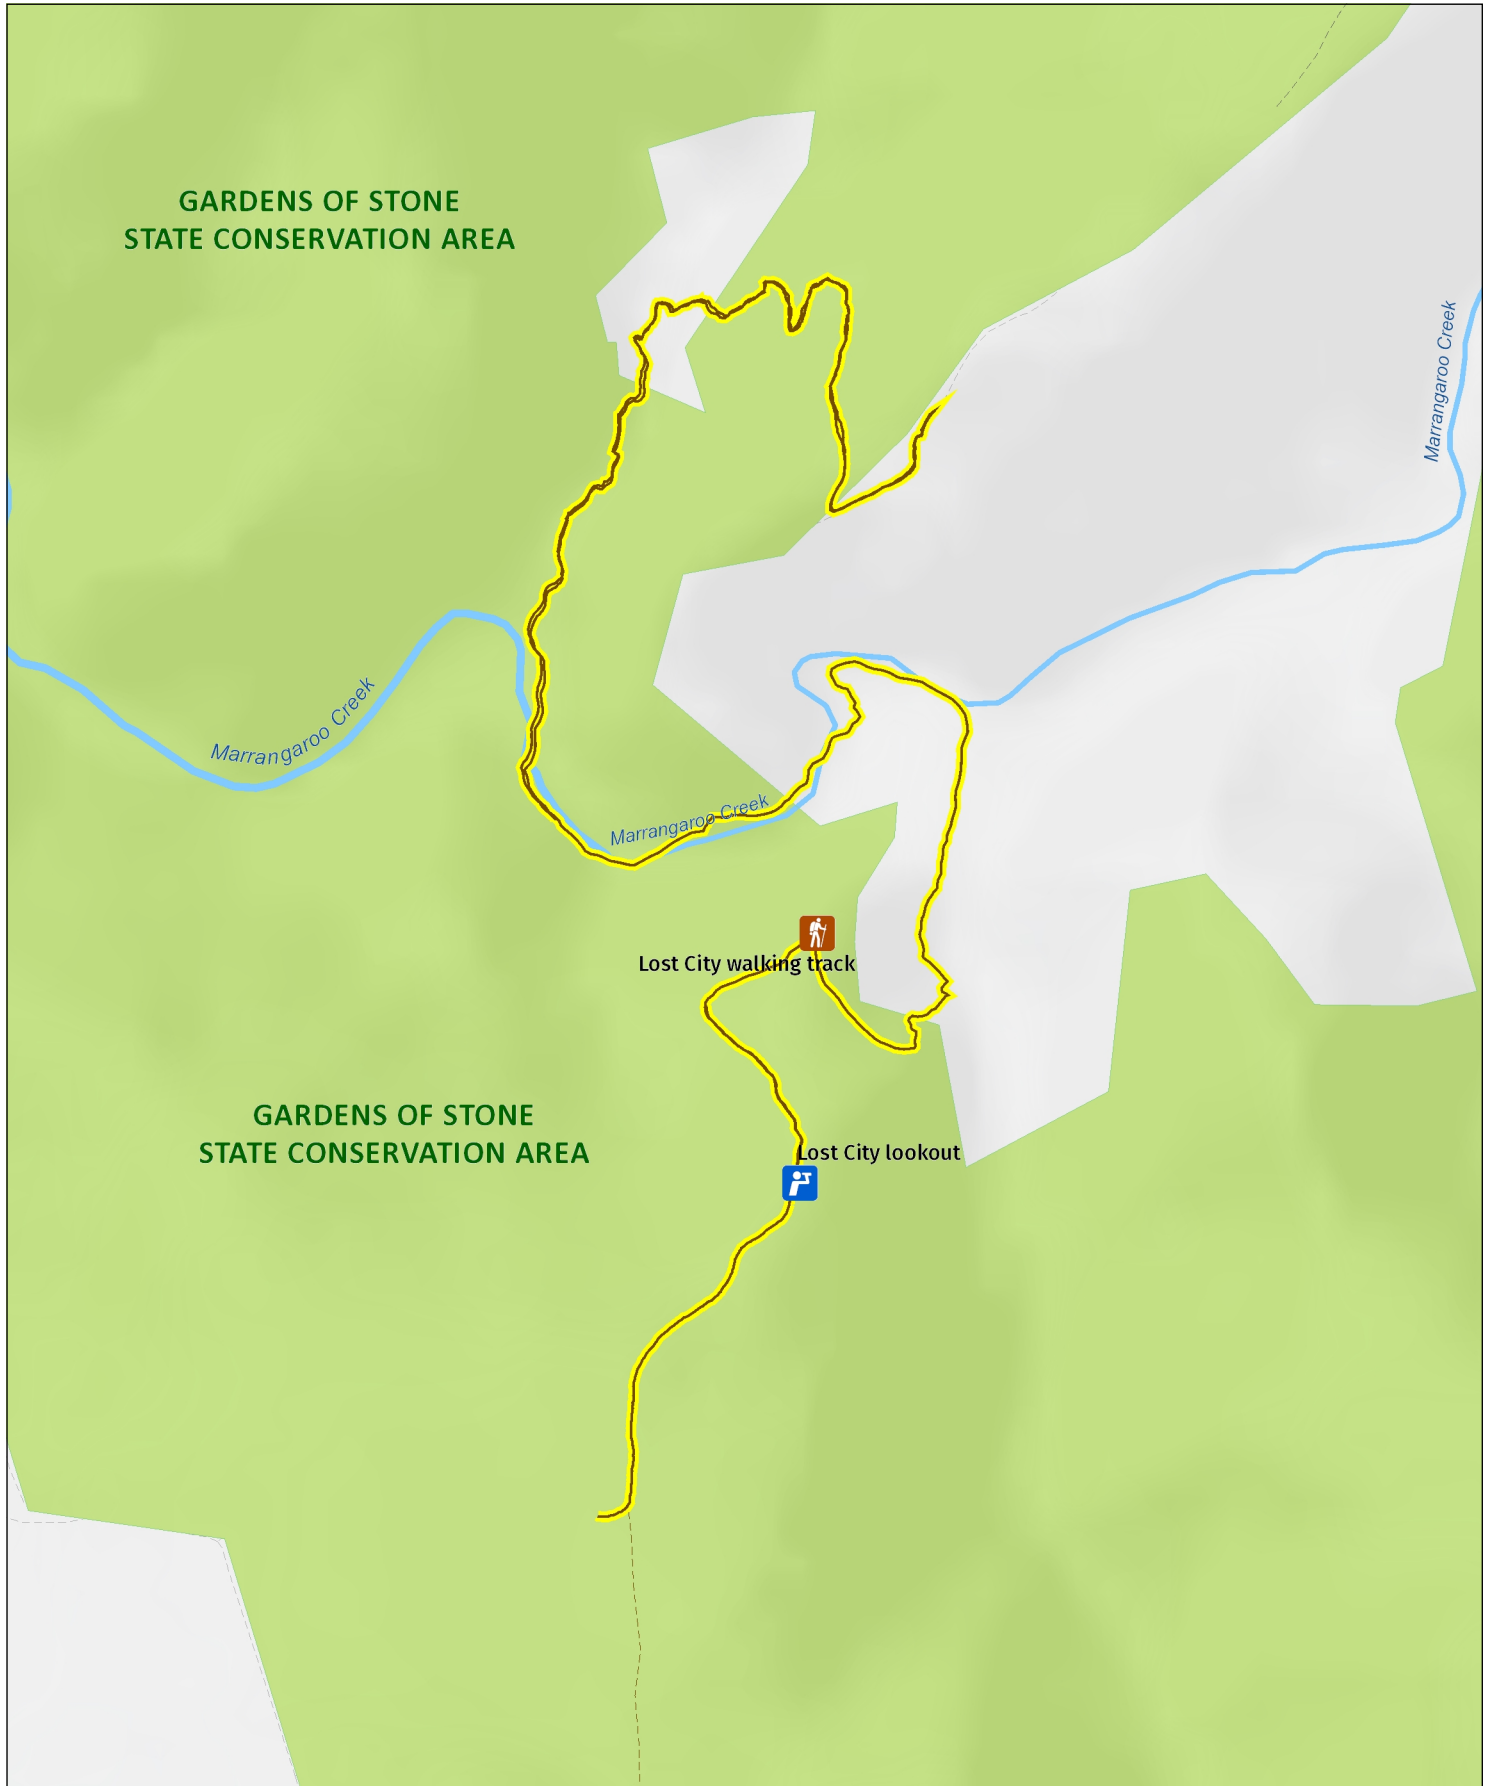 GARDENS OF STONE
STATE CONSERVATION AREA
Marrangaroo Creek
Marrangaroo Creek
Marrangaroo Creek
Lost City walking track
GARDENS OF STONE
STATE CONSERVATION AREA
Lost City lookout